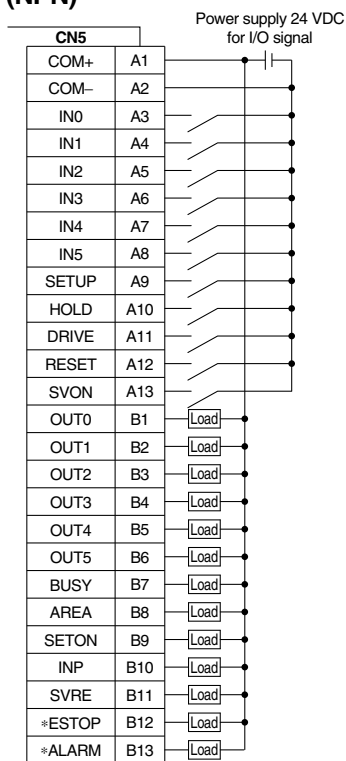 (NPN)
Power supply 24 VDC
for I/O signal
CN5
COM+ A1
COM– A2
IN0 A3
IN1 A4
IN2 A5
IN3 A6
IN4 A7
IN5 A8
SETUP A9
HOLD A10
DRIVE A11
RESET A12
SVON A13
OUT0 B1 Load
OUT1 B2 Load
OUT2 B3 Load
OUT3 B4 Load
OUT4 B5 Load
OUT5 B6 Load
BUSY B7 Load
AREA B8 Load
SETON B9 Load
INP B10 Load
SVRE B11 Load
*ESTOP B12 Load
*ALARM B13 Load